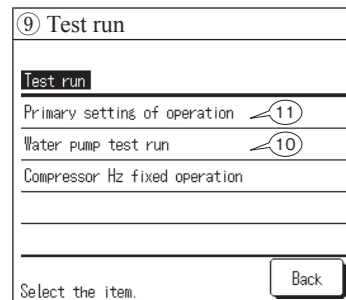 ⑨ Test run
Test run
Primary setting of operation ⑪
Water pump test run ⑩
Compressor Hz fixed operation
Select the item. Back